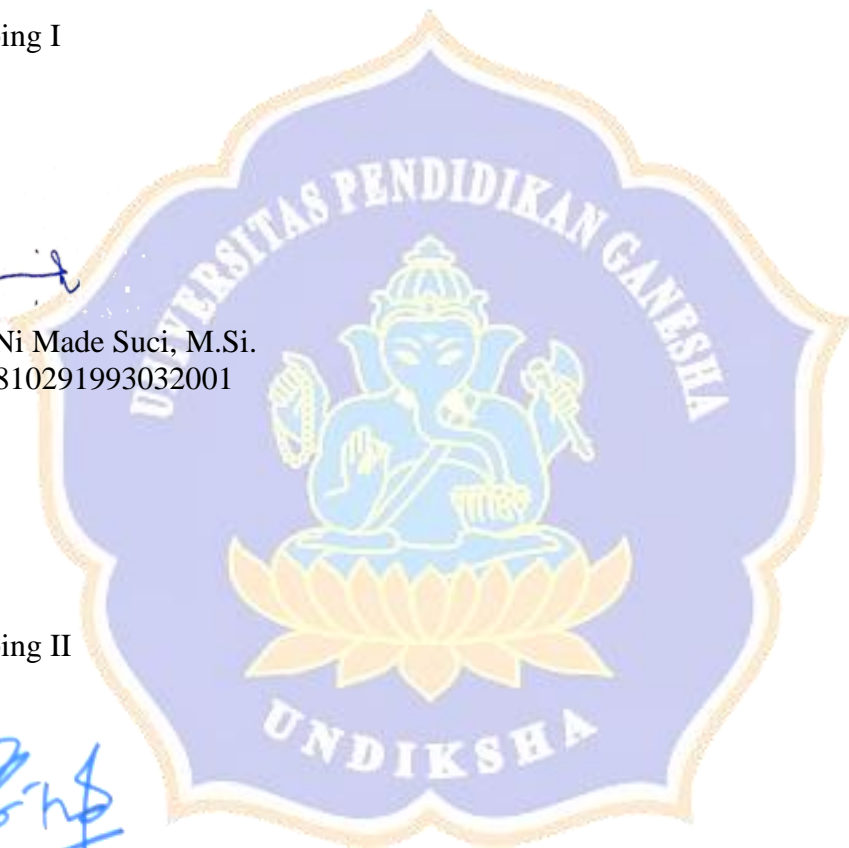 ing I
UNIVERSITAS PENDIDIKAN GANESHA
Ni Made Suci, M.Si.
810291993032001
ing II
UNDIKSHA